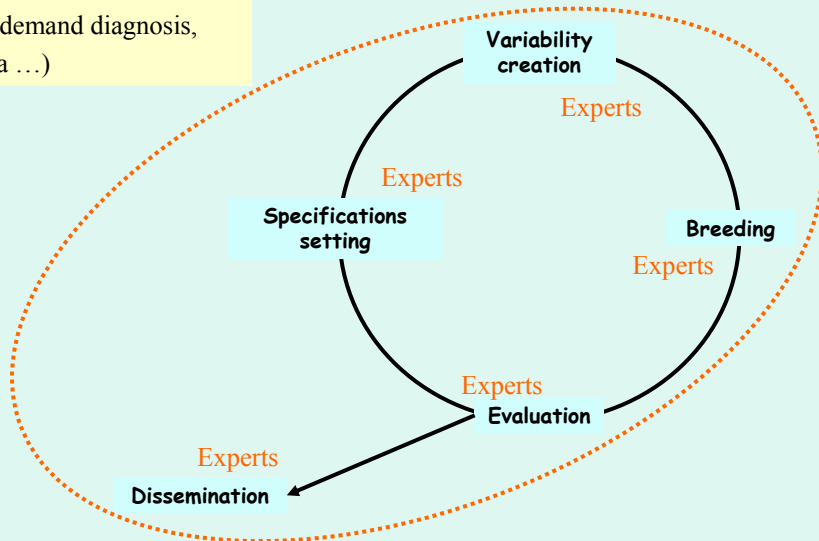 demand diagnosis,
a …)
Variability
creation
Experts
Experts
Specifications
setting
Breeding
Experts
Experts
Evaluation
Experts
Dissemination